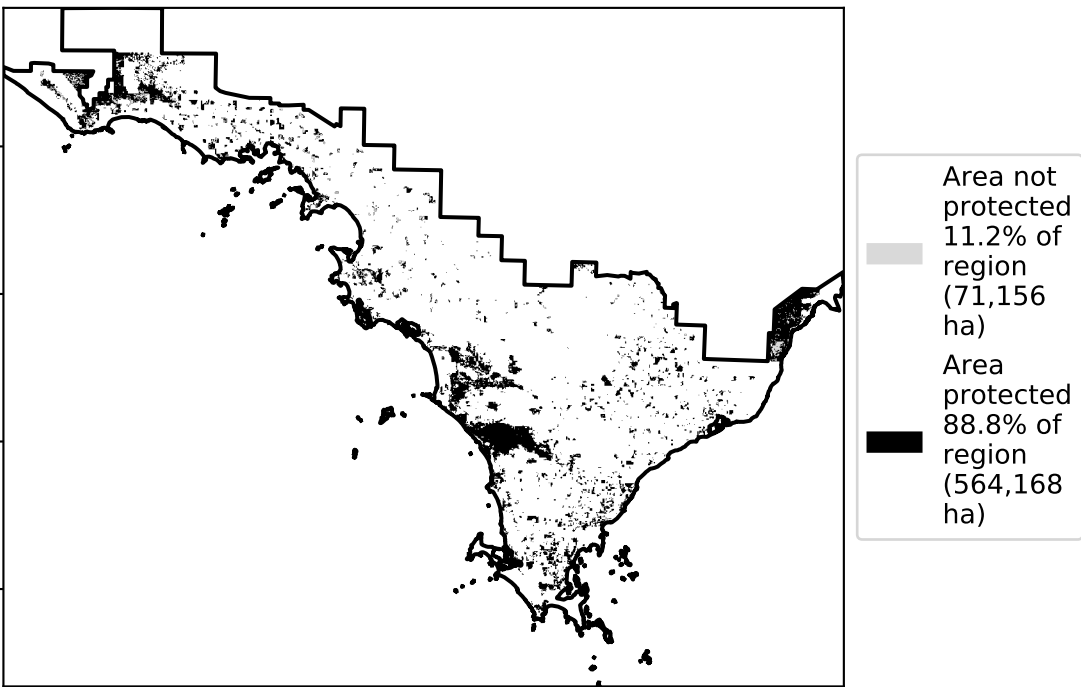 Area not
protected
11.2% of
region
(71,156
ha)
Area
protected
88.8% of
region
(564,168
ha)